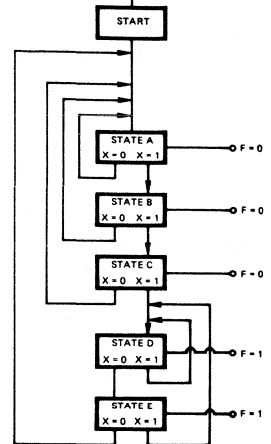 START
STATE A
X = 0 X = 1
F = 0
STATE B
X = 0 X = 1
F = 0
STATE C
X = 0 X = 1
F = 0
STATE D
X = 0 X = 1
F = 1
STATE E
X = 0 X = 1
F = 1